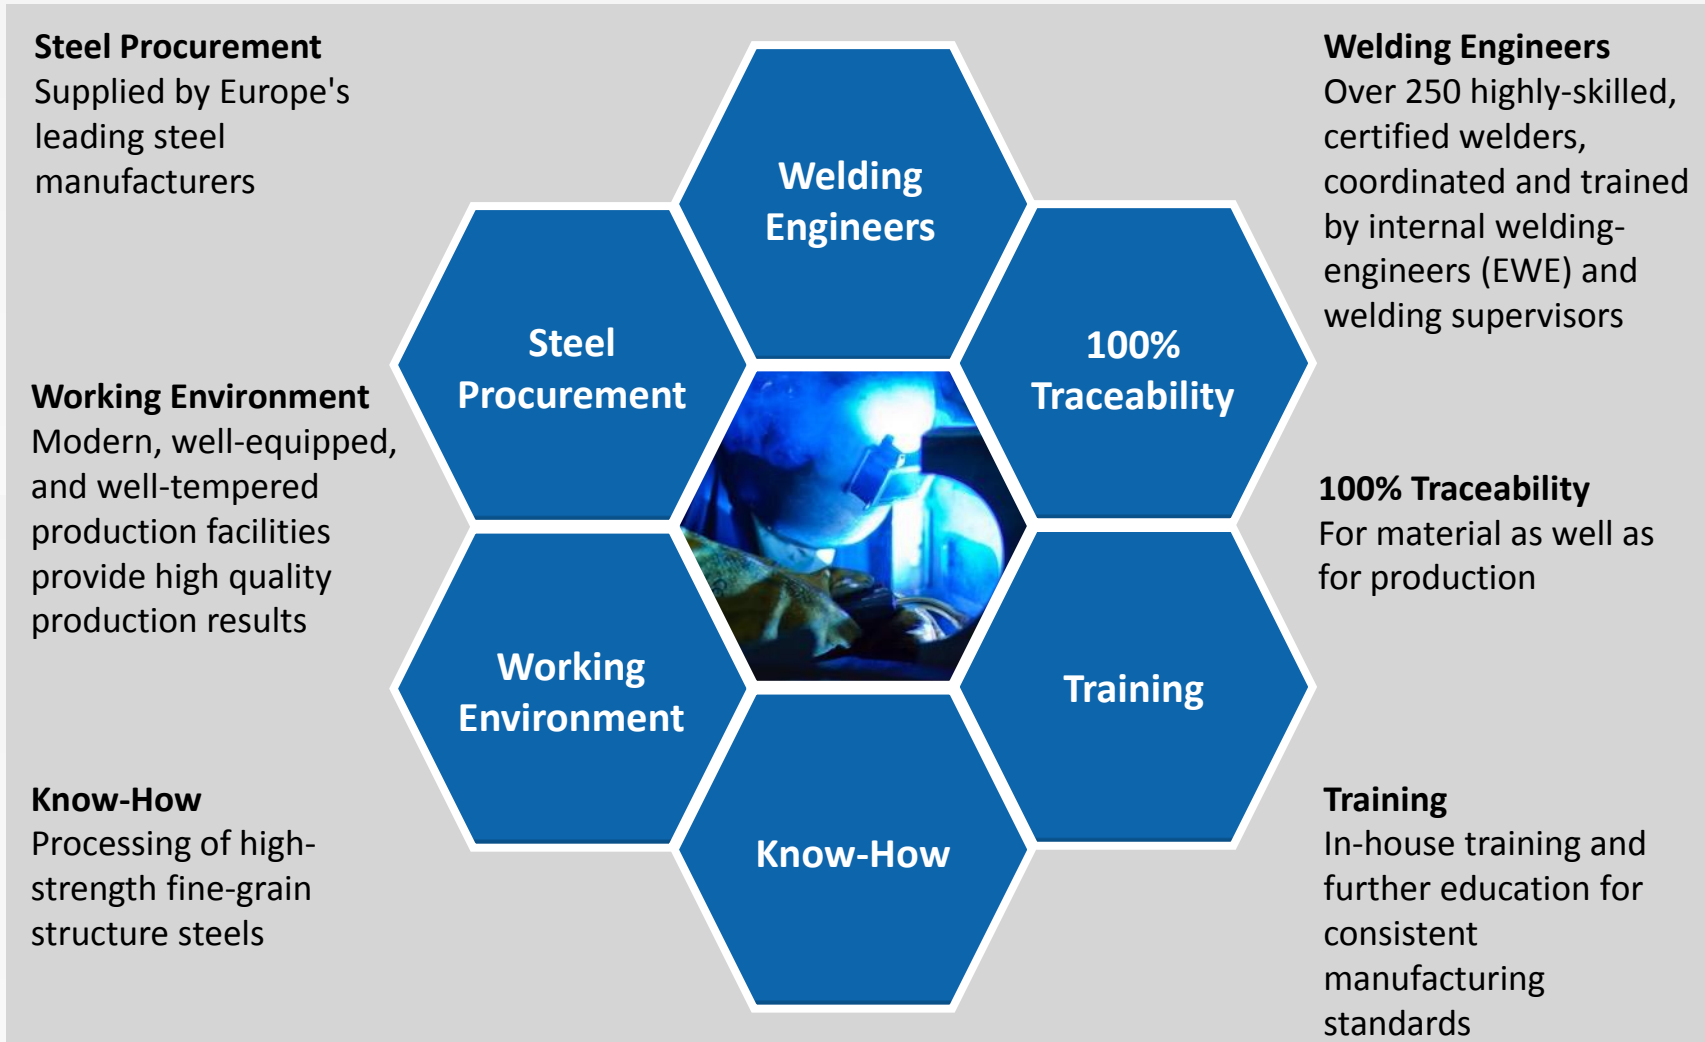 Steel Procurement
Supplied by Europe's
leading steel
manufacturers
Working Environment
Modern, well-equipped,
and well-tempered
production facilities
provide high quality
production results
Know-How
Processing of high-
strength fine-grain
structure steels
Welding
Engineers
Steel
Procurement
100%
Traceability
Working
Environment
Training
Know-How
Welding Engineers
Over 250 highly-skilled,
certified welders,
coordinated and trained
by internal welding-
engineers (EWE) and
welding supervisors
100% Traceability
For material as well as
for production
Training
In-house training and
further education for
consistent
manufacturing
standards